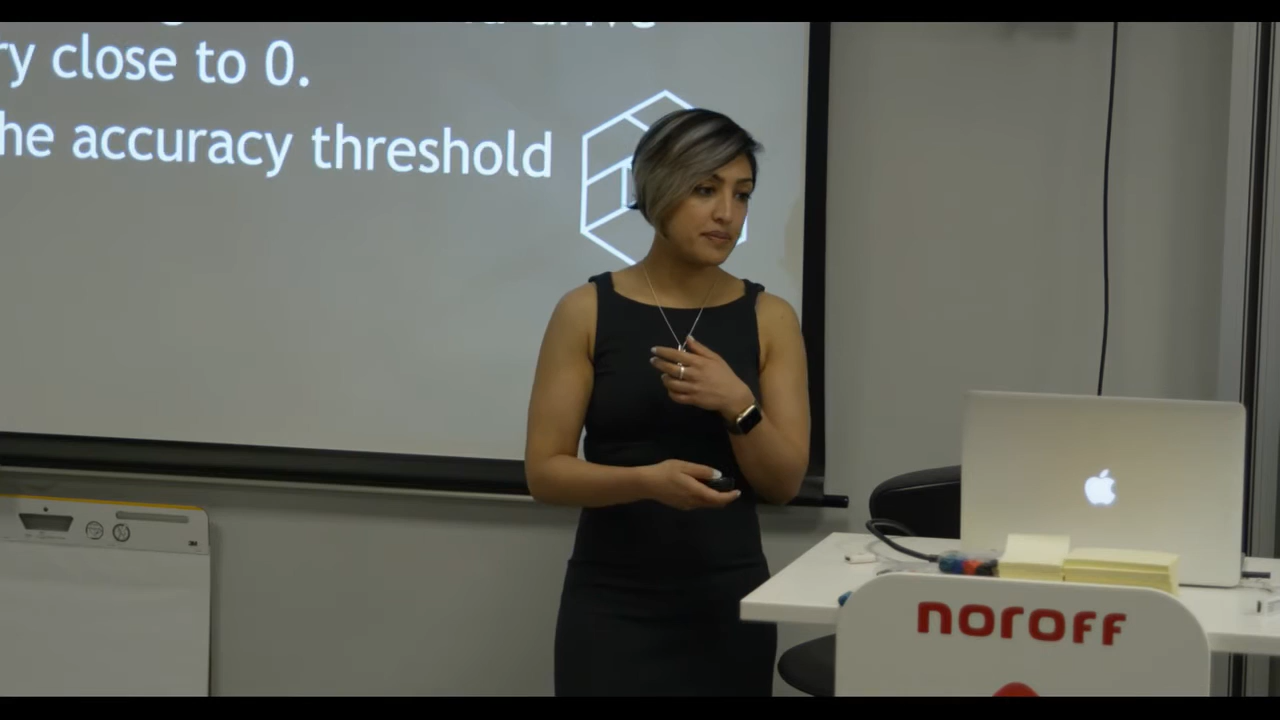 ry close to 0.
he accuracy threshold
noroff